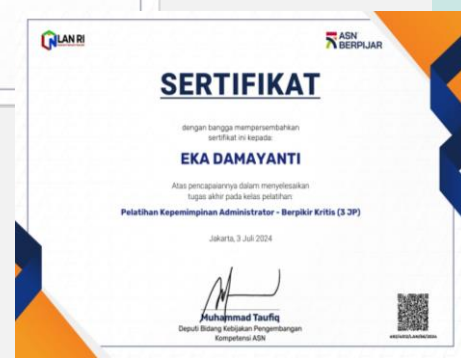 LAN RI
ASN
BERPIJAR
SERTIFIKAT
dengan bangga mempersembahkan
sertifikat ini kepada:
EKA DAMAYANTI
Atas pencapaiannya dalam menyelesaikan
tugas akhir pada kelas pelatihan:
Pelatihan Kepemimpinan Administrator - Berpikir Kritis (3 JP)
Jakarta, 3 Juli 2024
Muhammad Taufiq
Deputi Bidang Kebijakan Pengembangan
Kompetensi ASN